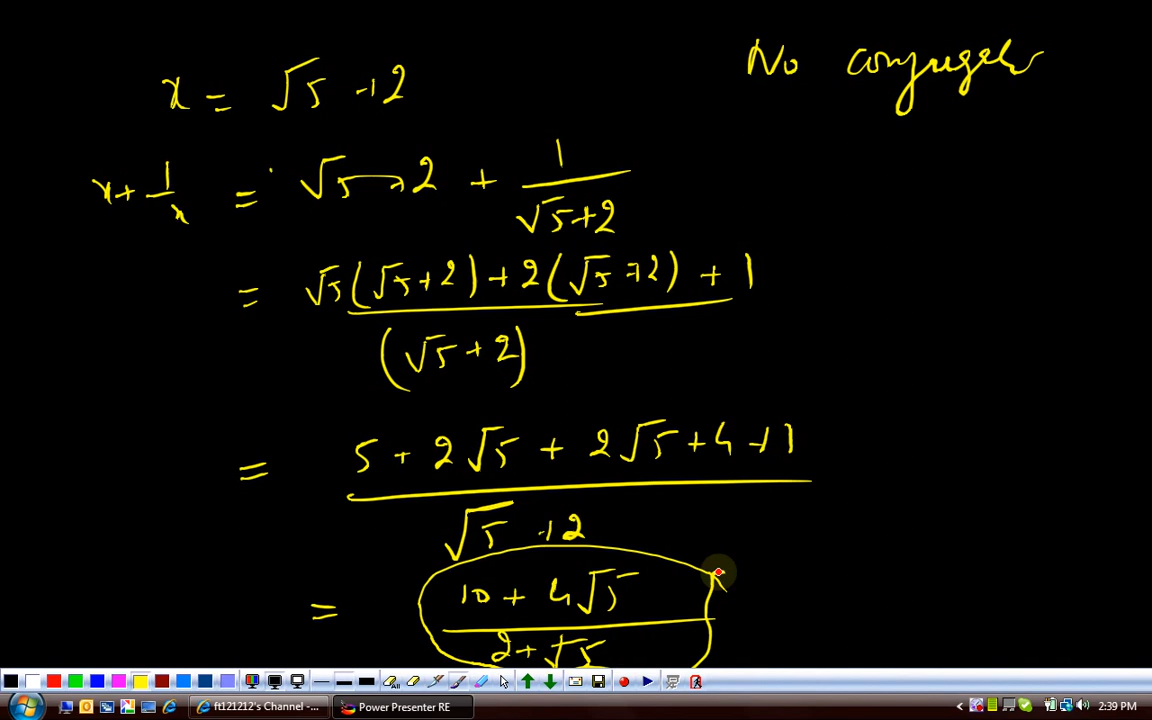 No conjugate
x = √5 + 2
x + 1/x = √5 + 2 + 1/(√5 + 2)
= (√5(√5 + 2) + 2(√5 + 2) + 1)/(√5 + 2)
= (5 + 2√5 + 2√5 + 4 + 1)/(√5 + 2)
= (10 + 4√5)/(2 + √5)
All
ft121212's Channel -...
Power Presenter RE
2:39 PM